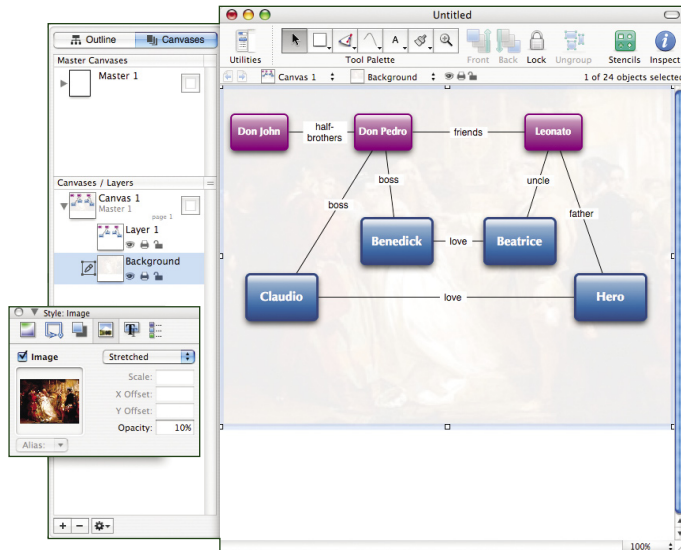 Untitled
Outline
Canvases
Utilities
Tool Palette
Front
Back
Lock
Ungroup
Stencils
Inspect
A
Master Canvases
Master 1
Canvas 1
Background
1 of 24 objects selected
Don John
half-
brothers
Don Pedro
friends
Leonato
boss
boss
uncle
father
Benedick
love
Beatrice
Claudio
love
Hero
Canvases / Layers
Canvas 1
Master 1
page 1
Layer 1
Background
Style: Image
Image
Stretched
Scale:
X Offset:
Y Offset:
Opacity:
10%
Alias:
100%